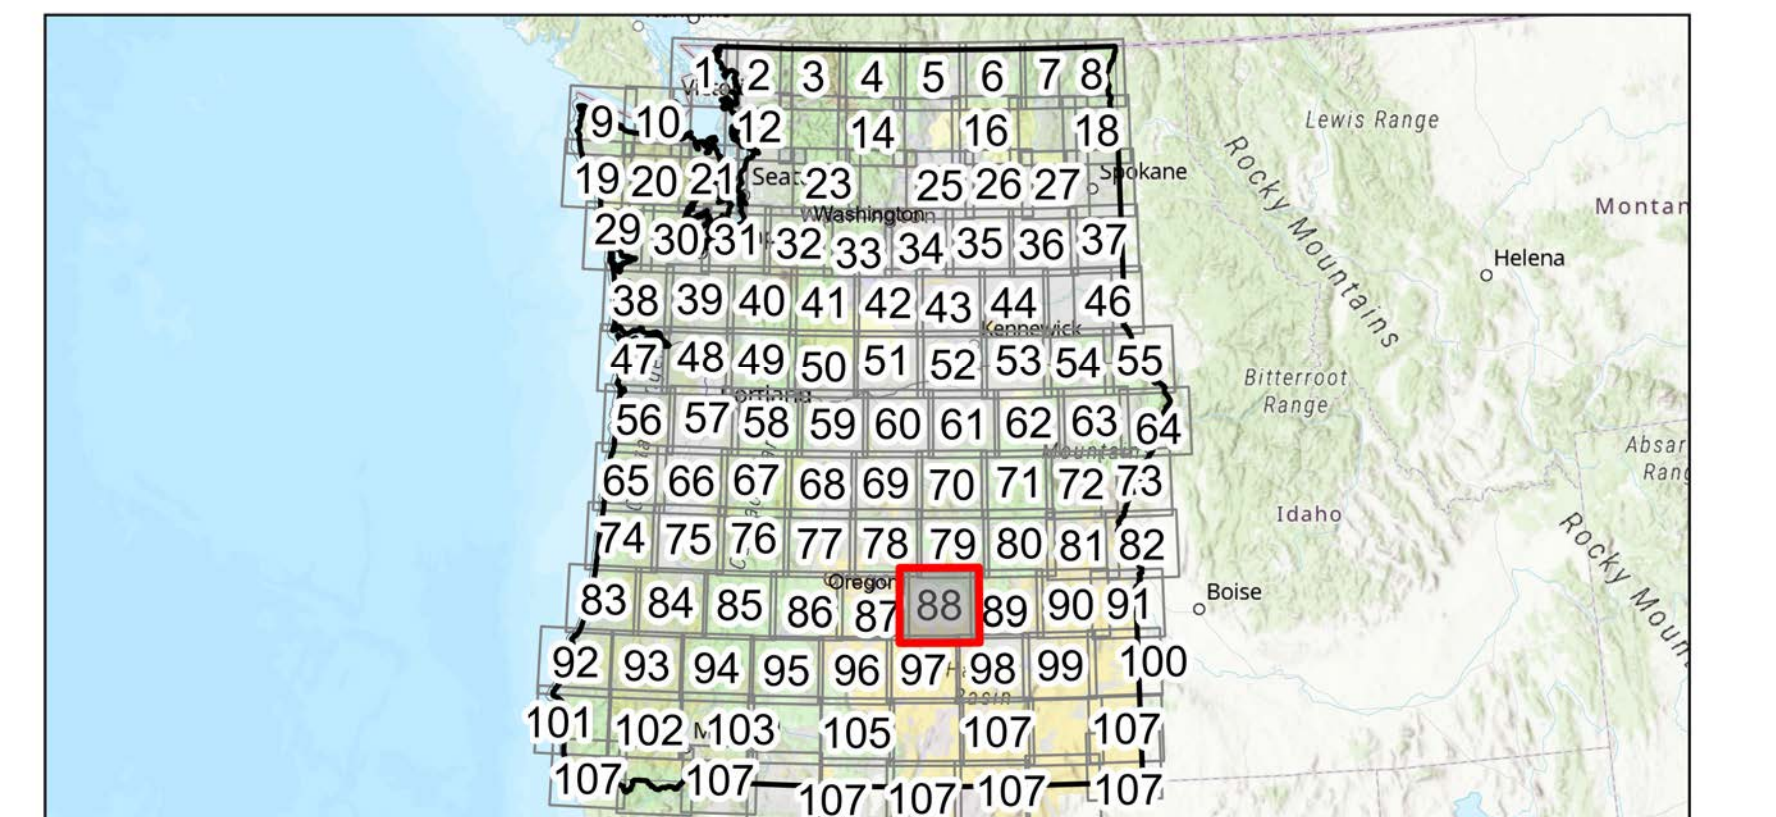 1 2 3 4 5 6 7 8
9 10 12 14 16 18
Lewis Range
19 20 21 23 25 26 27
Spokane
Washington
29 30 31 32 33 34 35 36 37
Rocky Mountains
Montan
Helena
38 39 40 41 42 43 44 46
Kennewick
47 48 49 50 51 52 53 54 55
Portland
Bitterroot
Range
56 57 58 59 60 61 62 63 64
Mountain
Absar
Rang
65 66 67 68 69 70 71 72 73
Idaho
74 75 76 77 78 79 80 81 82
Oregon
83 84 85 86 87 88 89 90 91
Boise
Rocky Moun
92 93 94 95 96 97 98 99 100
Basin
101 102 103 105 107 107
107 107 107 107 107 107